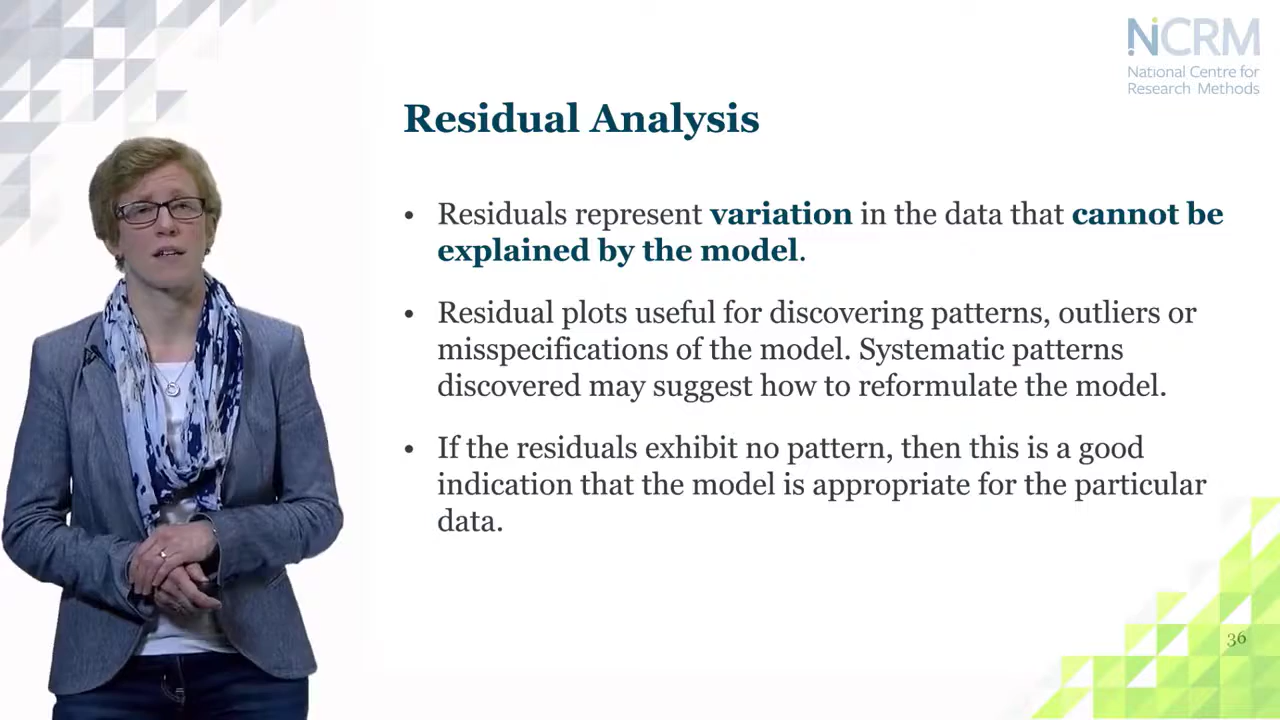 NCRM
National Centre for
Research Methods
Residual Analysis
• Residuals represent variation in the data that cannot be
explained by the model.
• Residual plots useful for discovering patterns, outliers or
misspecifications of the model. Systematic patterns
discovered may suggest how to reformulate the model.
• If the residuals exhibit no pattern, then this is a good
indication that the model is appropriate for the particular
data.
36